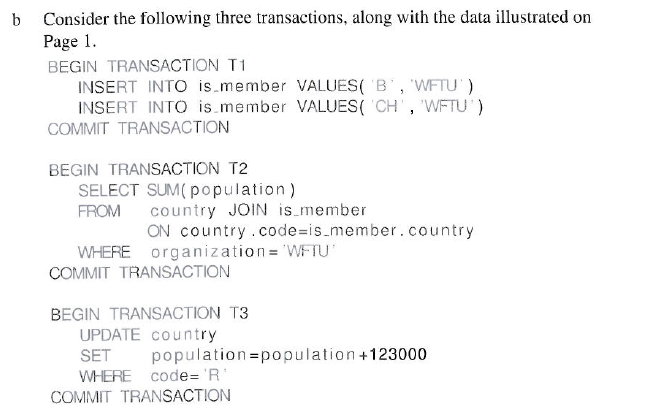 b Consider the following three transactions, along with the data illustrated on
Page 1.
BEGIN TRANSACTION T1
INSERT INTO is_member VALUES( 'B' , 'WFTU' )
INSERT INTO is_member VALUES( 'CH' , 'WFTU' )
COMMIT TRANSACTION
BEGIN TRANSACTION T2
SELECT SUM(population)
FROM country JOIN is_member
ON country.code=is_member.country
WHERE organization='WFTU'
COMMIT TRANSACTION
BEGIN TRANSACTION T3
UPDATE country
SET population=population+123000
WHERE code='R'
COMMIT TRANSACTION